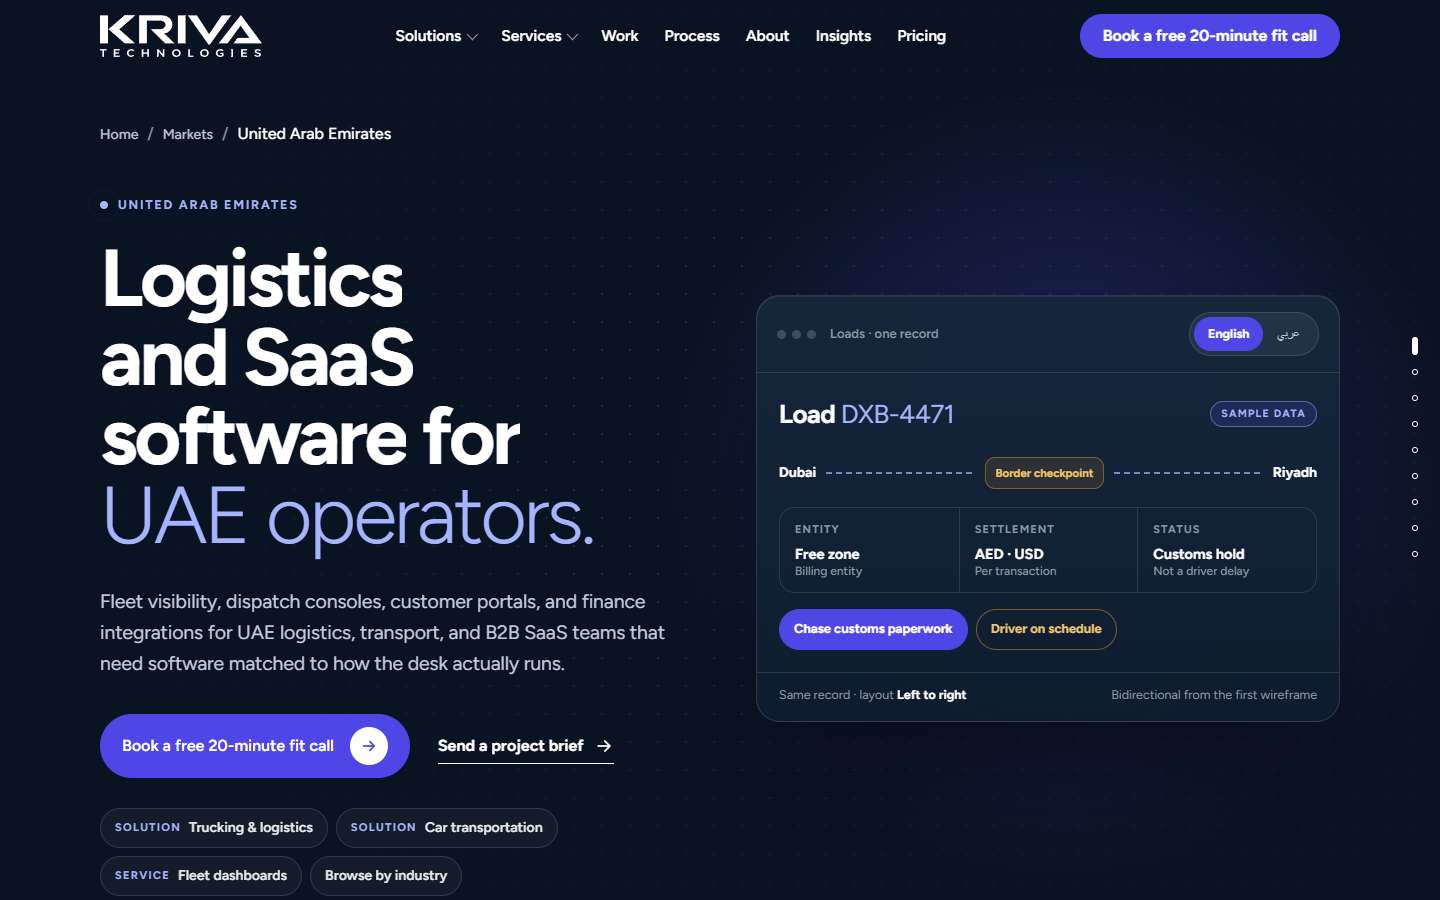 KRIVA
TECHNOLOGIES
Solutions
Services
Work
Process
About
Insights
Pricing
Book a free 20-minute fit call
Home / Markets / United Arab Emirates
UNITED ARAB EMIRATES
Logistics
and SaaS
software for
UAE operators.
Fleet visibility, dispatch consoles, customer portals, and finance
integrations for UAE logistics, transport, and B2B SaaS teams that
need software matched to how the desk actually runs.
Book a free 20-minute fit call
Send a project brief
SOLUTION Trucking & logistics
SOLUTION Car transportation
SERVICE Fleet dashboards
Browse by industry
Loads · one record
English
عربي
Load DXB-4471
SAMPLE DATA
Dubai
Border checkpoint
Riyadh
ENTITY
Free zone
Billing entity
SETTLEMENT
AED · USD
Per transaction
STATUS
Customs hold
Not a driver delay
Chase customs paperwork
Driver on schedule
Same record · layout Left to right
Bidirectional from the first wireframe